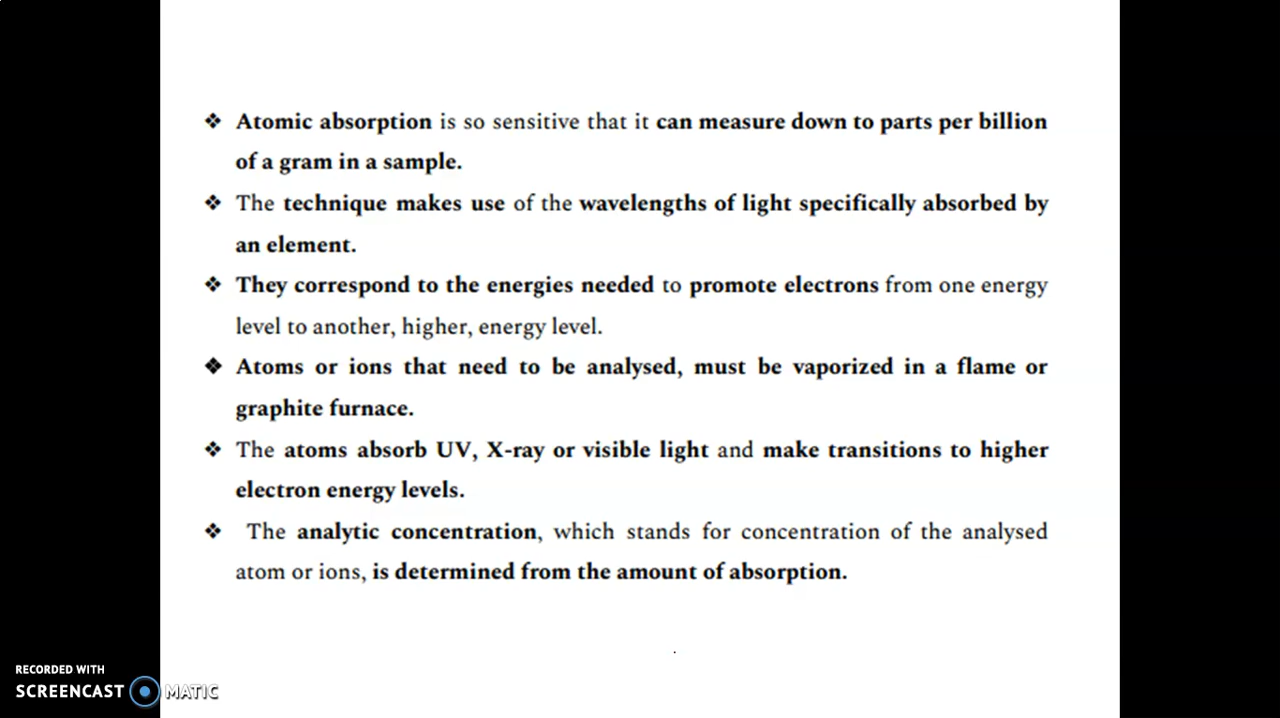 ❖ Atomic absorption is so sensitive that it can measure down to parts per billion
of a gram in a sample.
❖ The technique makes use of the wavelengths of light specifically absorbed by
an element.
❖ They correspond to the energies needed to promote electrons from one energy
level to another, higher, energy level.
❖ Atoms or ions that need to be analysed, must be vaporized in a flame or
graphite furnace.
❖ The atoms absorb UV, X-ray or visible light and make transitions to higher
electron energy levels.
❖ The analytic concentration, which stands for concentration of the analysed
atom or ions, is determined from the amount of absorption.
.
RECORDED WITH
SCREENCAST MATIC